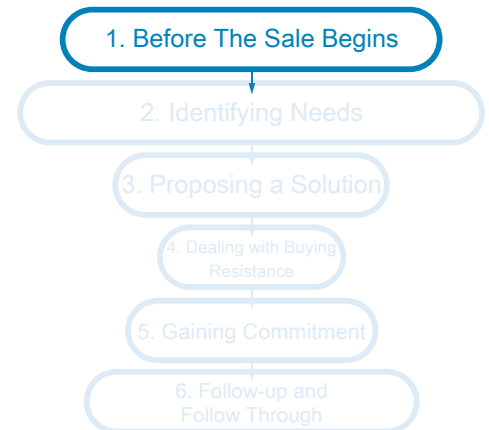 1. Before The Sale Begins
2. Identifying Needs
3. Proposing a Solution
4. Dealing with Buying
Resistance
5. Gaining Commitment
6. Follow-up and
Follow Through